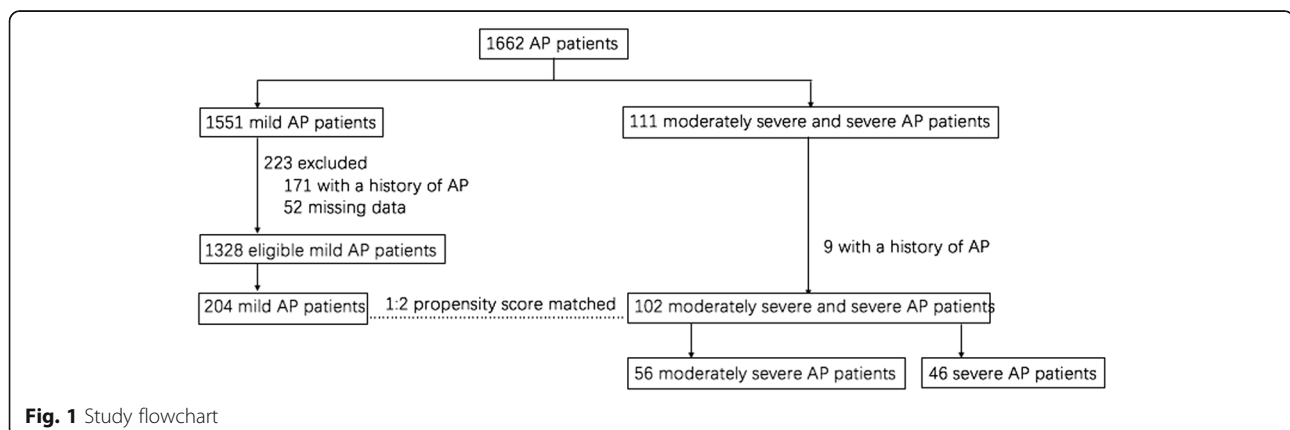 1662 AP patients
1551 mild AP patients
111 moderately severe and severe AP patients
223 excluded
171 with a history of AP
52 missing data
1328 eligible mild AP patients
9 with a history of AP
204 mild AP patients
1:2 propensity score matched
102 moderately severe and severe AP patients
56 moderately severe AP patients
46 severe AP patients
Fig. 1 Study flowchart